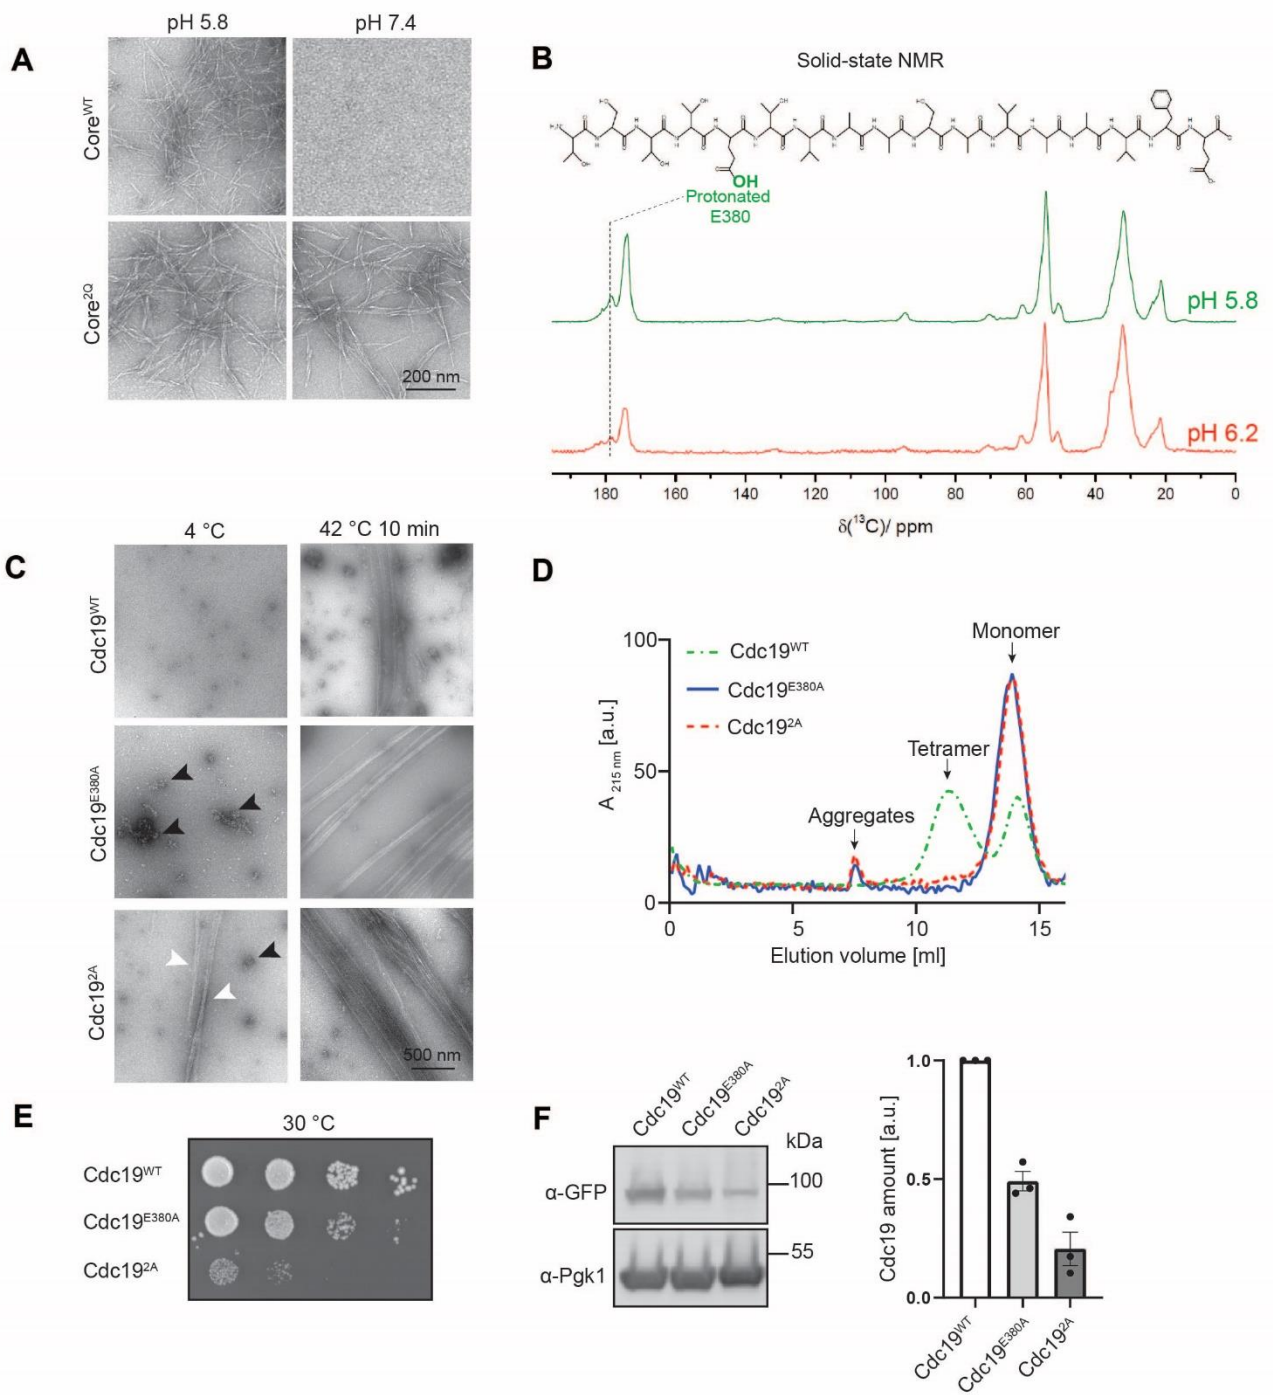 A
pH 5.8
pH 7.4
Core^WT
Core^2Q
200 nm
B
Solid-state NMR
OH
Protonated
E380
pH 5.8
pH 6.2
180 160 140 120 100 80 60 40 20 0
δ(¹³C)/ ppm
C
4 °C
42 °C 10 min
Cdc19^WT
Cdc19^E380A
Cdc19^2A
500 nm
D
100
50
0
A 215 nm [a.u.]
Cdc19^WT
Cdc19^E380A
Cdc19^2A
Aggregates
Tetramer
Monomer
0 5 10 15
Elution volume [ml]
E
30 °C
Cdc19^WT
Cdc19^E380A
Cdc19^2A
F
Cdc19^WT
Cdc19^E380A
Cdc19^2A
kDa
α-GFP
100
55
α-Pgk1
Cdc19 amount [a.u.]
1.0
0.5
0.0
Cdc19^WT
Cdc19^E380A
Cdc19^2A